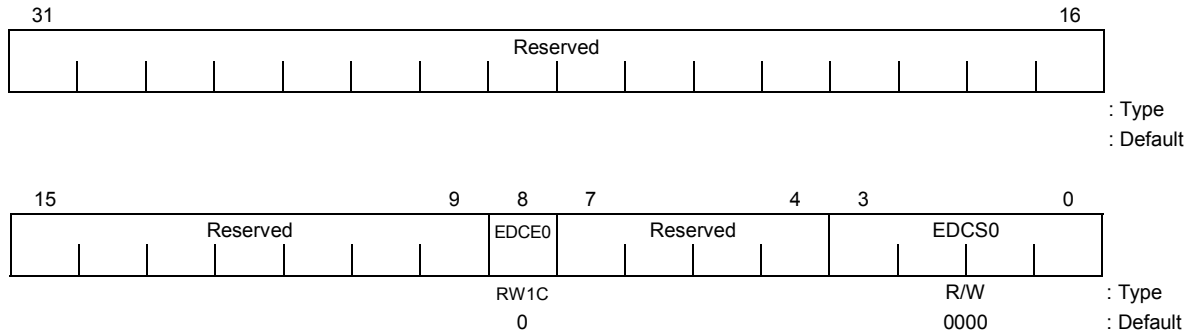 31 16
Reserved
: Type
: Default
15 9 8 7 4 3 0
Reserved EDCE0 Reserved EDCS0
RW1C R/W : Type
0 0000 : Default